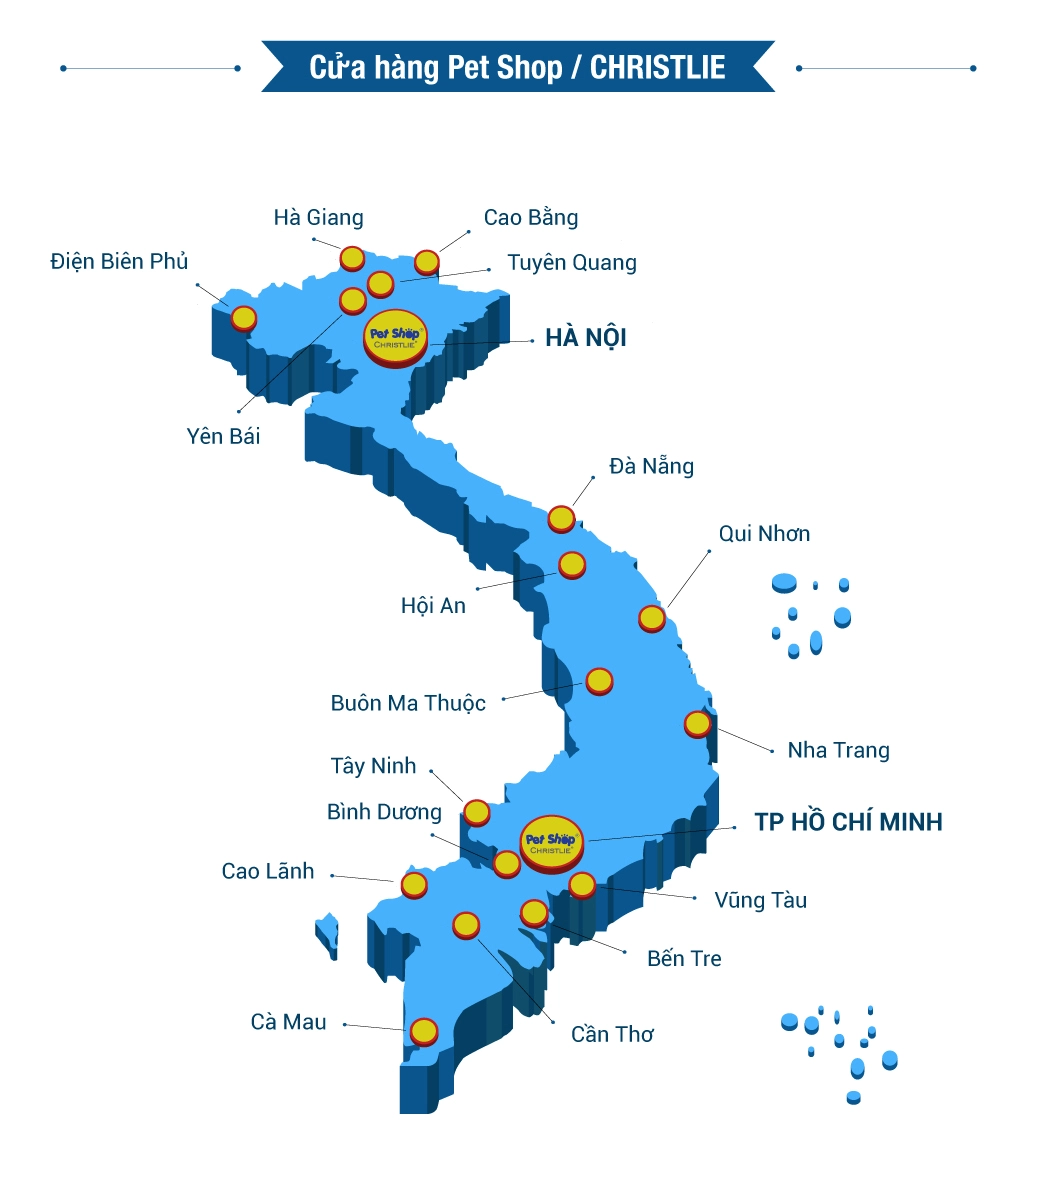 Cửa hàng Pet Shop / CHRISTLIE
Hà Giang
Cao Bằng
Điện Biên Phủ
Tuyên Quang
Pet Shop®
CHRISTLIE
HÀ NỘI
Yên Bái
Đà Nẵng
Qui Nhơn
Hội An
Buôn Ma Thuộc
Nha Trang
Tây Ninh
Bình Dương
TP HỒ CHÍ MINH
Pet Shop®
CHRISTLIE
Cao Lãnh
Vũng Tàu
Bến Tre
Cà Mau
Cần Thơ